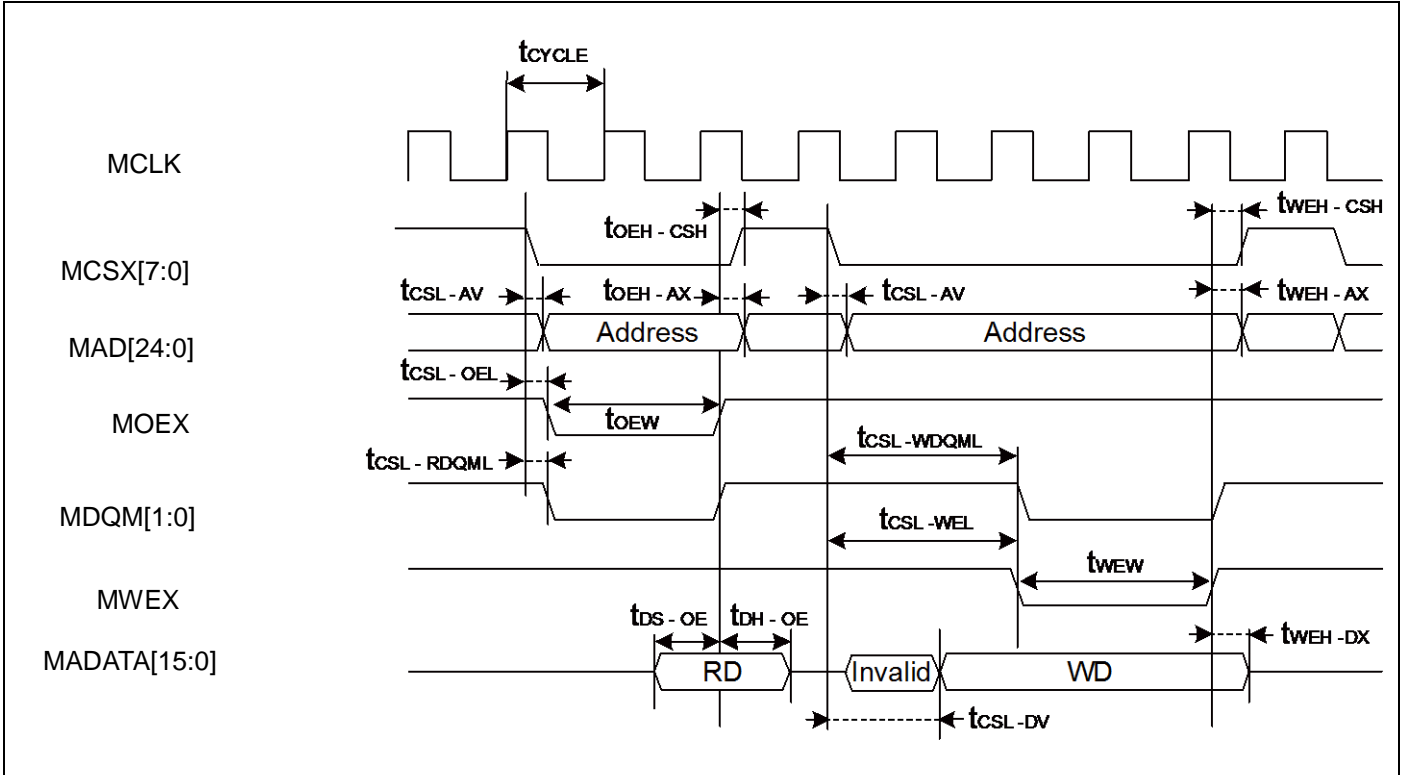 tCYCLE
MCLK
tOEH - CSH
tWEH - CSH
MCSX[7:0]
tCSL - AV
tOEH - AX
tCSL - AV
tWEH - AX
MAD[24:0]
Address
Address
tCSL - OEL
MOEX
tOEW
tCSL - RDQML
tCSL -WDQML
MDQM[1:0]
tCSL -WEL
MWEX
tWEW
tDS - OE
tDH - OE
tWEH -DX
MADATA[15:0]
RD
Invalid
WD
tCSL -DV